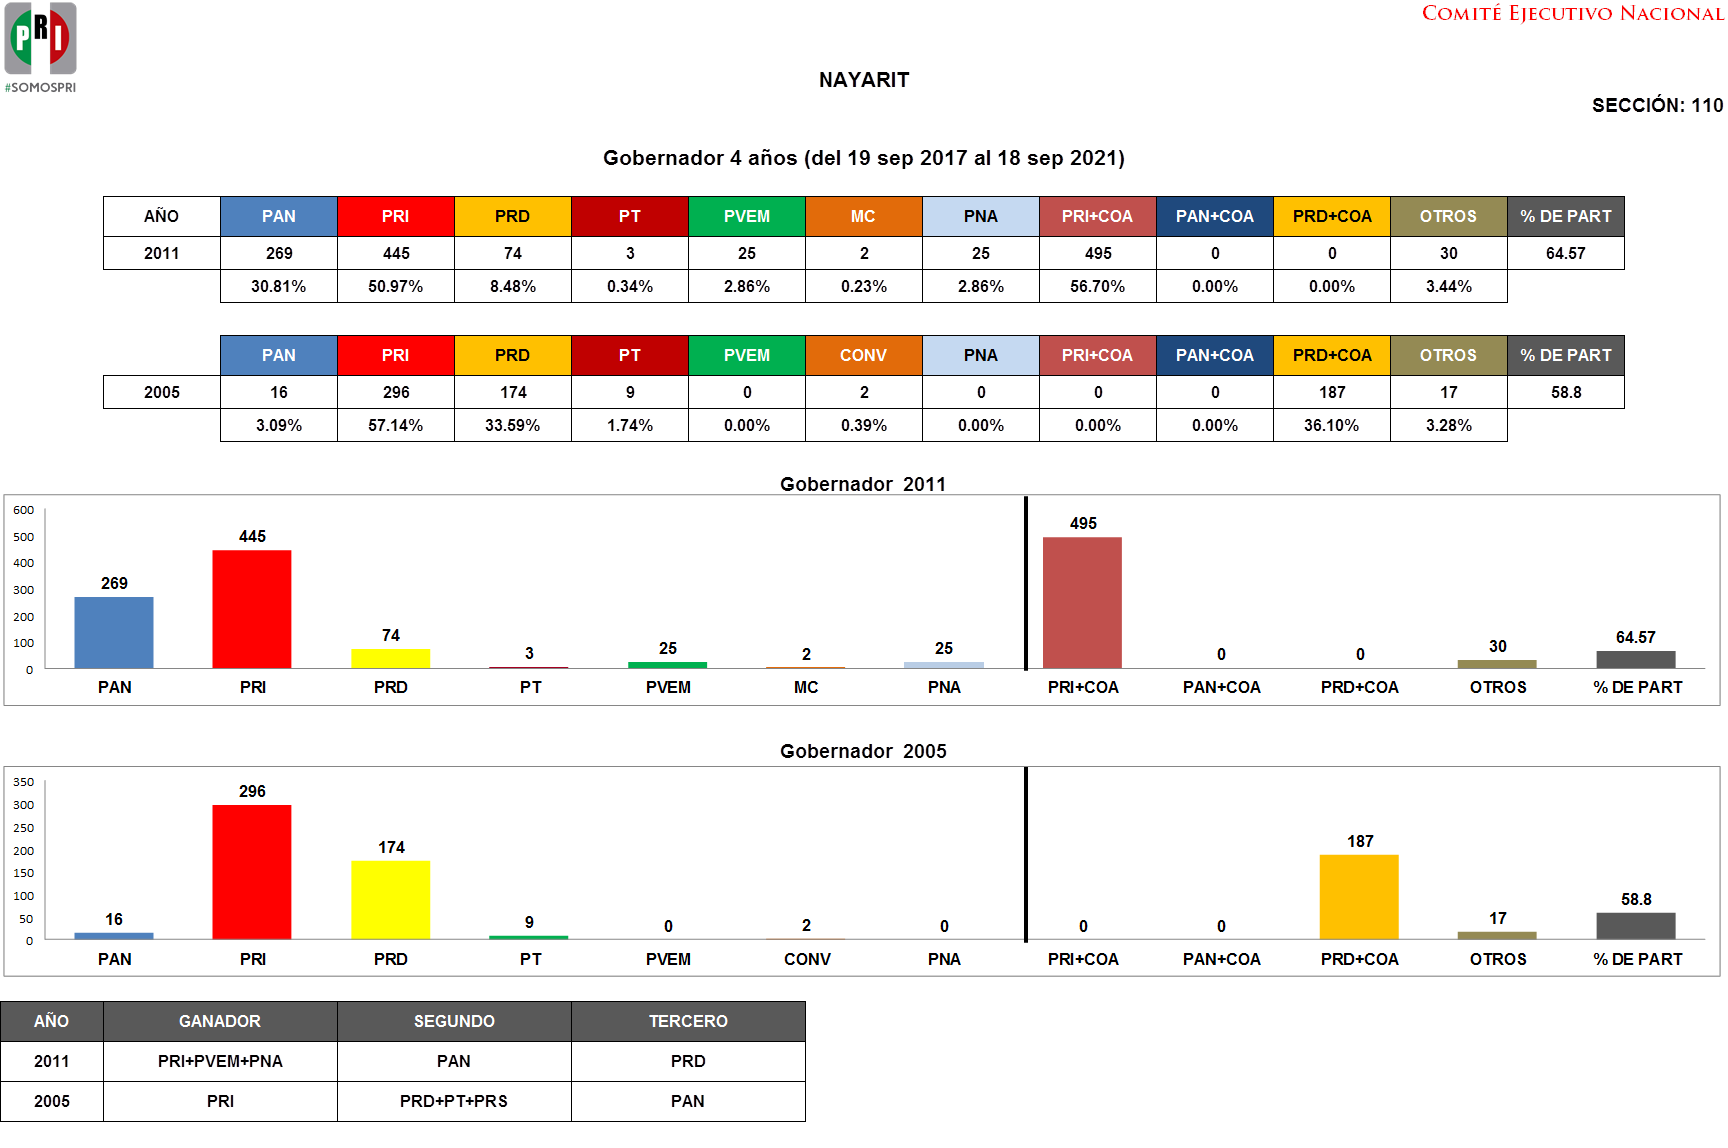 PRI
#SOMOSPRI
COMITÉ EJECUTIVO NACIONAL
NAYARIT
SECCIÓN: 110
Gobernador 4 años (del 19 sep 2017 al 18 sep 2021)
AÑO PAN PRI PRD PT PVEM MC PNA PRI+COA PAN+COA PRD+COA OTROS % DE PART
2011 269 445 74 3 25 2 25 495 0 0 30 64.57
30.81% 50.97% 8.48% 0.34% 2.86% 0.23% 2.86% 56.70% 0.00% 0.00% 3.44%
PAN PRI PRD PT PVEM CONV PNA PRI+COA PAN+COA PRD+COA OTROS % DE PART
2005 16 296 174 9 0 2 0 0 0 187 17 58.8
3.09% 57.14% 33.59% 1.74% 0.00% 0.39% 0.00% 0.00% 0.00% 36.10% 3.28%
Gobernador 2011
600
500
400
300
200
100
0
269 445 74 3 25 2 25 495 0 0 30 64.57
PAN PRI PRD PT PVEM MC PNA PRI+COA PAN+COA PRD+COA OTROS % DE PART
Gobernador 2005
350
300
250
200
150
100
50
0
16 296 174 9 0 2 0 0 0 187 17 58.8
PAN PRI PRD PT PVEM CONV PNA PRI+COA PAN+COA PRD+COA OTROS % DE PART
AÑO GANADOR SEGUNDO TERCERO
2011 PRI+PVEM+PNA PAN PRD
2005 PRI PRD+PT+PRS PAN